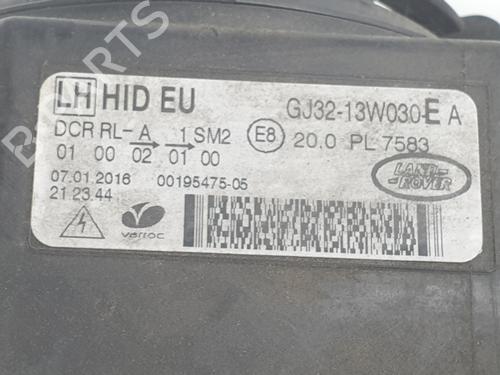 LH HID EU GJ32-13W030-E A
DCR RL-A 1 SM2 E8 20.0 PL 7583
01 00 02 01 00
07.01.2016 00195475-05
21:23:44
LAND-ROVER
varroc
PARTS